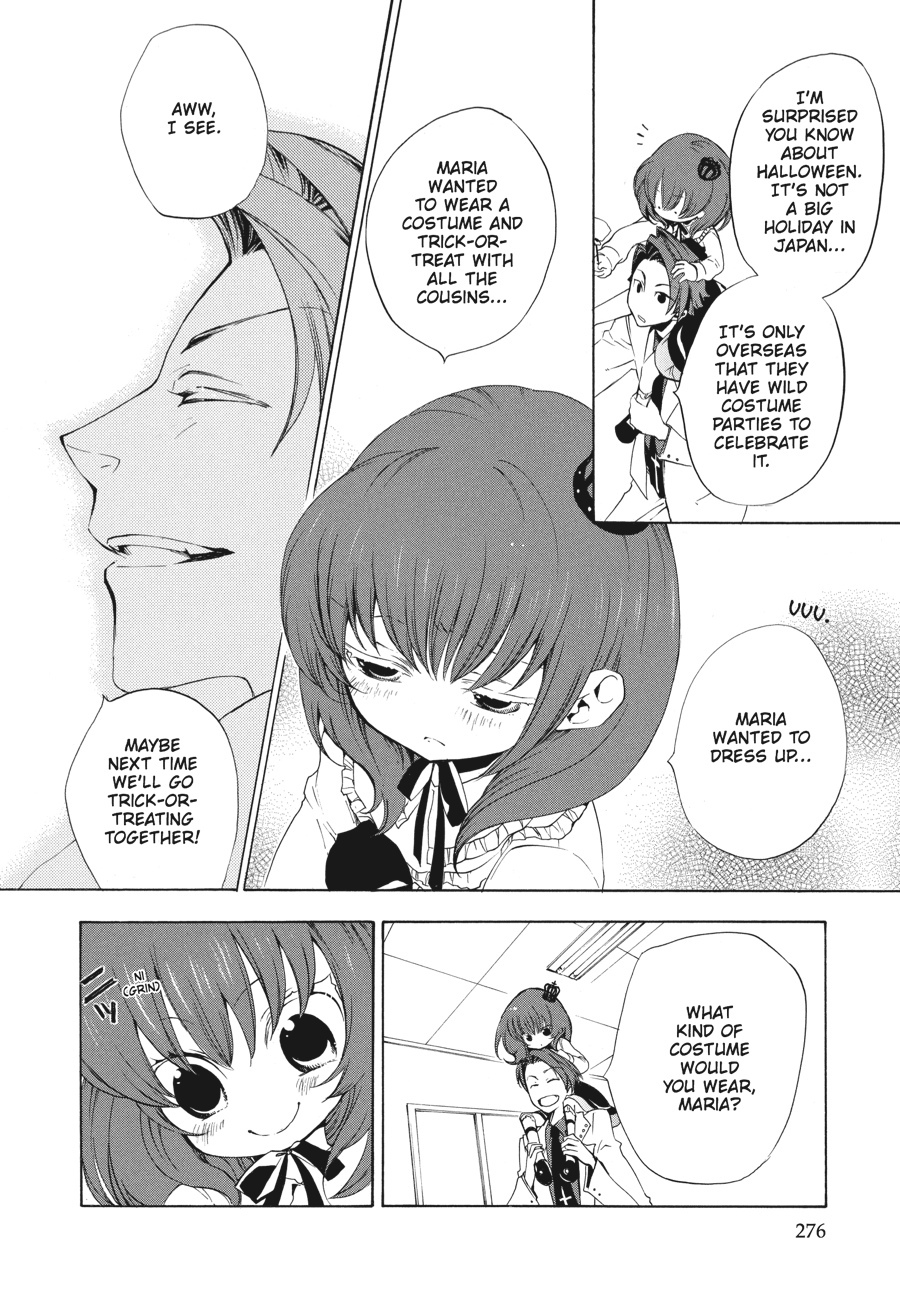 I'M
SURPRISED
YOU KNOW
ABOUT
HALLOWEEN.
IT'S NOT
A BIG
HOLIDAY IN
JAPAN...
IT'S ONLY
OVERSEAS
THAT THEY
HAVE WILD
COSTUME
PARTIES TO
CELEBRATE
IT.
MARIA
WANTED
TO WEAR A
COSTUME AND
TRICK-OR-
TREAT WITH
ALL THE
COUSINS...
UUU.
MARIA
WANTED TO
DRESS UP...
AWW,
I SEE.
MAYBE
NEXT TIME
WE'LL GO
TRICK-OR-
TREATING
TOGETHER!
WHAT
KIND OF
COSTUME
WOULD
YOU WEAR,
MARIA?
ニッ
NI
(GRIN)
276